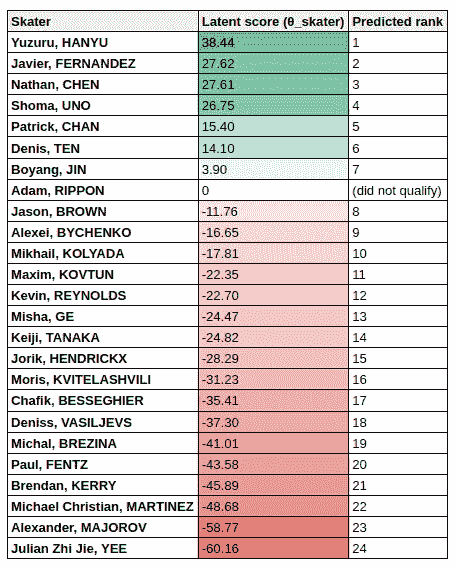 Skater Latent score (θ_skater) Predicted rank
Yuzuru, HANYU 38.44 1
Javier, FERNANDEZ 27.62 2
Nathan, CHEN 27.61 3
Shoma, UNO 26.75 4
Patrick, CHAN 15.40 5
Denis, TEN 14.10 6
Boyang, JIN 3.90 7
Adam, RIPPON 0 (did not qualify)
Jason, BROWN -11.76 8
Alexei, BYCHENKO -16.65 9
Mikhail, KOLYADA -17.81 10
Maxim, KOVTUN -22.35 11
Kevin, REYNOLDS -22.70 12
Misha, GE -24.47 13
Keiji, TANAKA -24.82 14
Jorik, HENDRICKX -28.29 15
Moris, KVITELASHVILI -31.23 16
Chafik, BESSEGHIER -35.41 17
Deniss, VASILJEVS -37.30 18
Michal, BREZINA -41.01 19
Paul, FENTZ -43.58 20
Brendan, KERRY -45.89 21
Michael Christian, MARTINEZ -48.68 22
Alexander, MAJOROV -58.77 23
Julian Zhi Jie, YEE -60.16 24